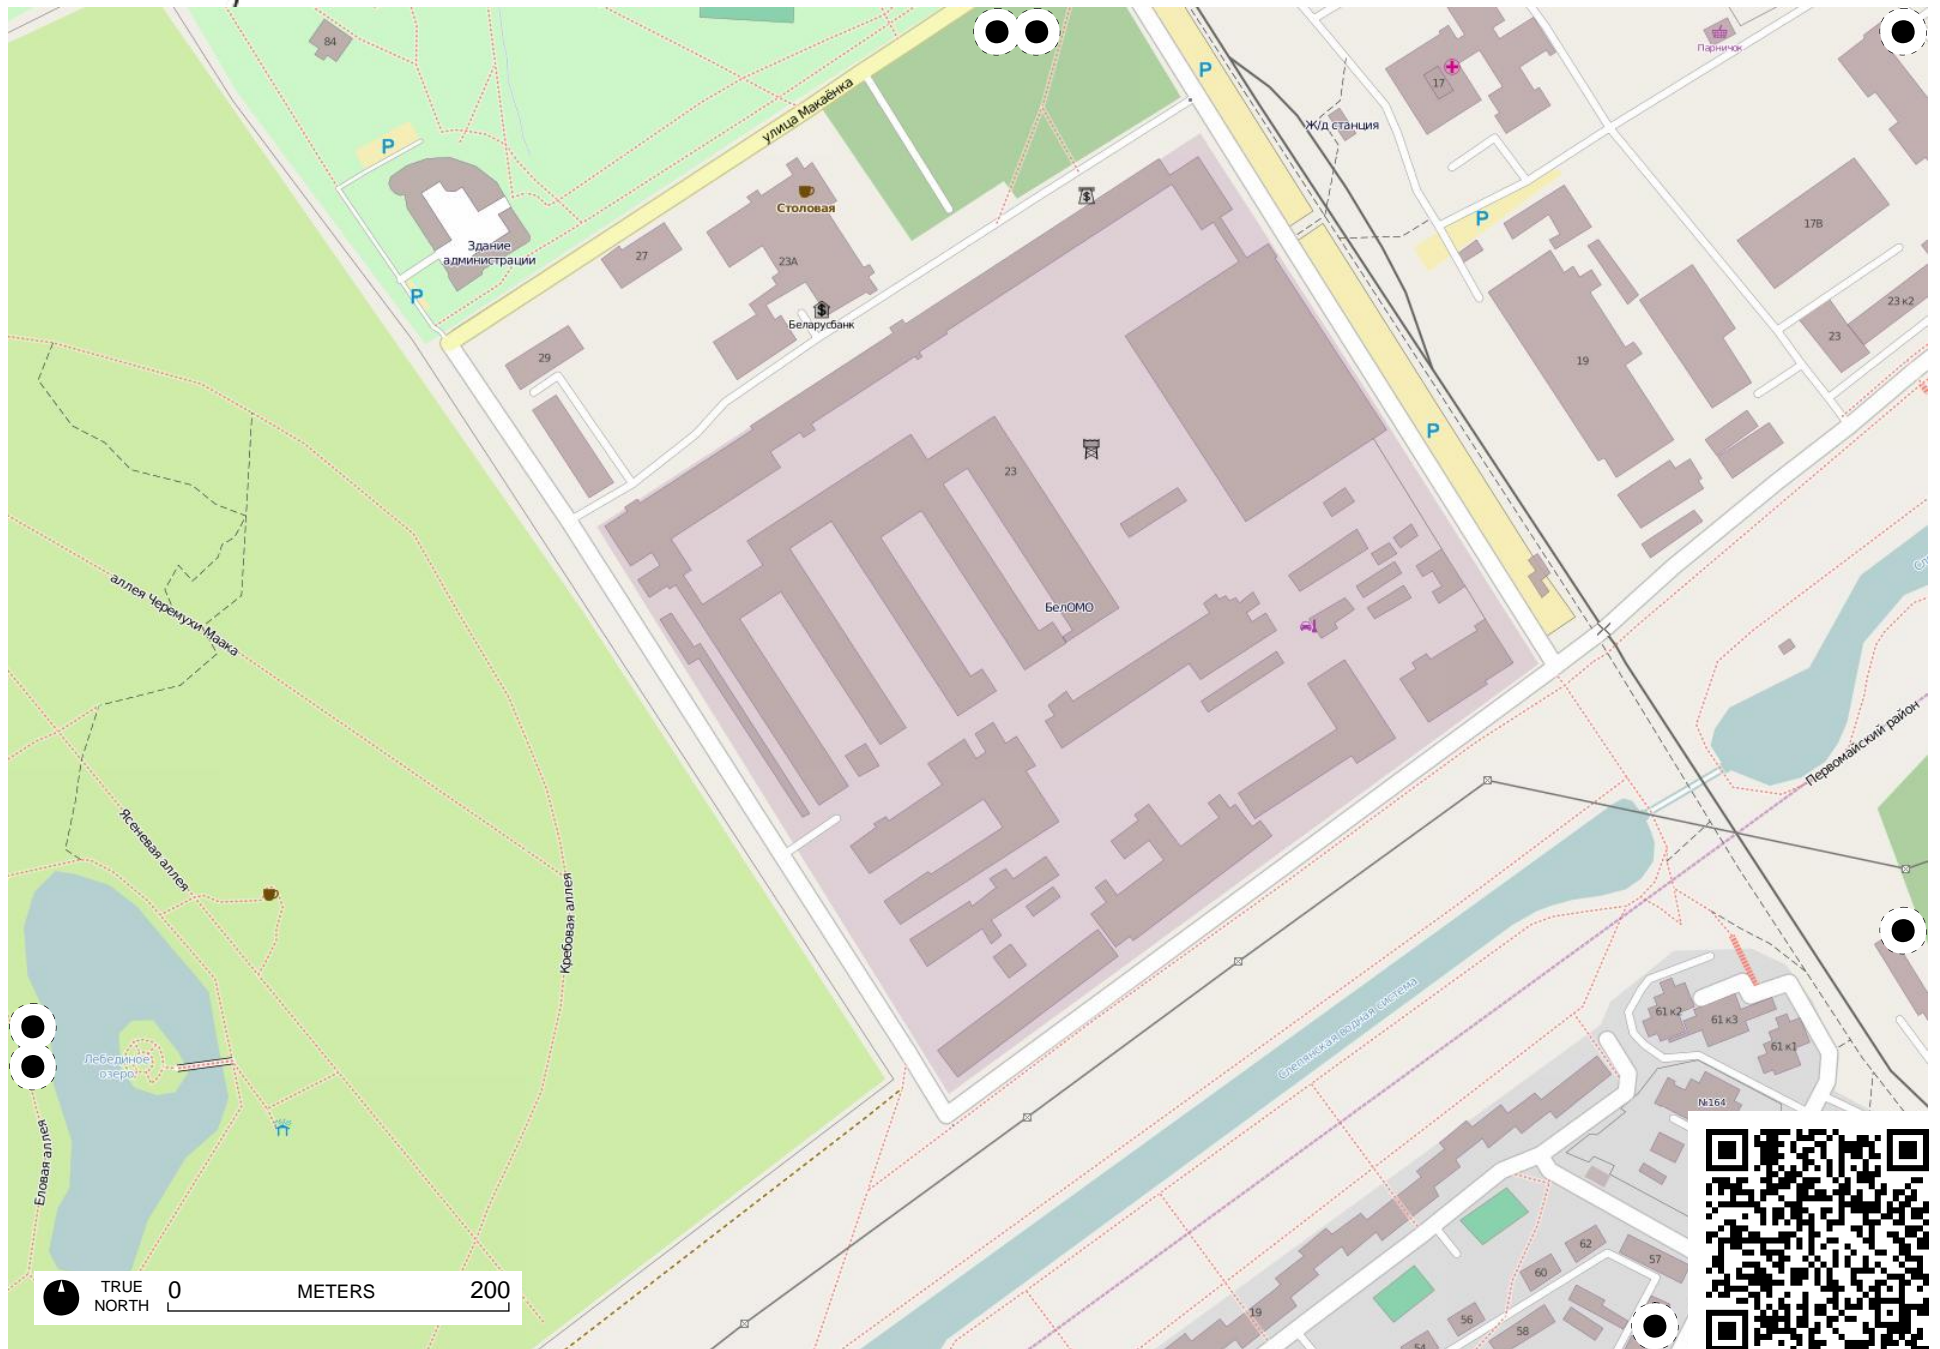 84
17
Парничок
P
улица Макаёнка
Ж/д станция
P
Столовая
P
17В
Здание
администрации
27
23А
P
23 к2
Беларусбанк
23
29
19
P
23
БелОМО
аллея Черемухи Маака
Первомайский район
Ясеневая аллея
Кребовая аллея
Слепянская водная система
61 к2
61 к3
61 к1
Лебединое
озеро
№164
Еловая аллея
62
57
60
TRUE
NORTH
0
METERS
200
19
56
58
54